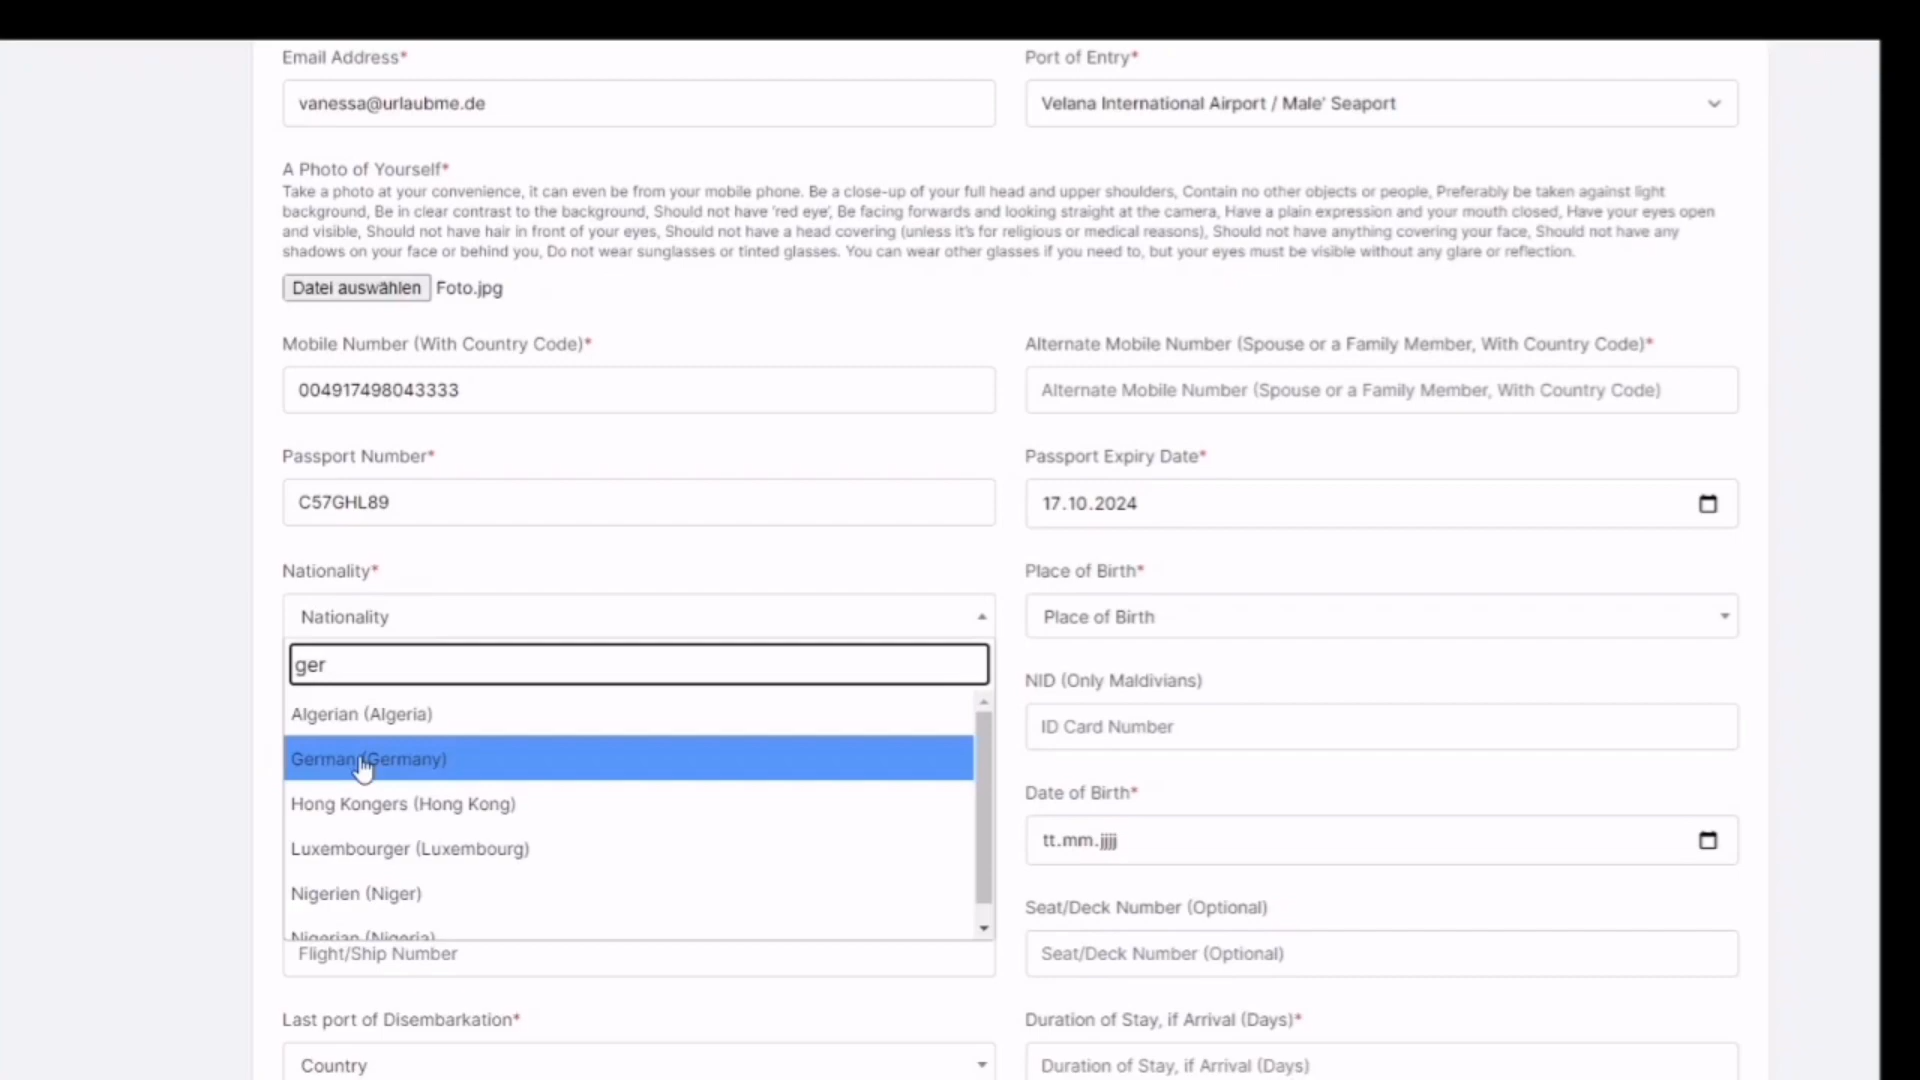 Email Address*
Port of Entry*
vanessa@urlaubme.de
Velana International Airport / Male' Seaport
A Photo of Yourself*
Take a photo at your convenience, it can even be from your mobile phone. Be a close-up of your full head and upper shoulders, Contain no other objects or people, Preferably be taken against light
background, Be in clear contrast to the background, Should not have 'red eye', Be facing forwards and looking straight at the camera, Have a plain expression and your mouth closed, Have your eyes open
and visible, Should not have hair in front of your eyes, Should not have a head covering (unless it's for religious or medical reasons), Should not have anything covering your face, Should not have any
shadows on your face or behind you, Do not wear sunglasses or tinted glasses. You can wear other glasses if you need to, but your eyes must be visible without any glare or reflection.
Datei auswählen Foto.jpg
Mobile Number (With Country Code)*
Alternate Mobile Number (Spouse or a Family Member, With Country Code)*
004917498043333
Alternate Mobile Number (Spouse or a Family Member, With Country Code)
Passport Number*
Passport Expiry Date*
C57GHL89
17.10.2024
Nationality*
Place of Birth*
Nationality
Place of Birth
ger
NID (Only Maldivians)
Algerian (Algeria)
ID Card Number
German (Germany)
Hong Kongers (Hong Kong)
Date of Birth*
Luxembourger (Luxembourg)
tt.mm.jjjj
Nigerien (Niger)
Seat/Deck Number (Optional)
Nigerian (Nigeria)
Flight/Ship Number
Seat/Deck Number (Optional)
Last port of Disembarkation*
Duration of Stay, if Arrival (Days)*
Country
Duration of Stay, if Arrival (Days)